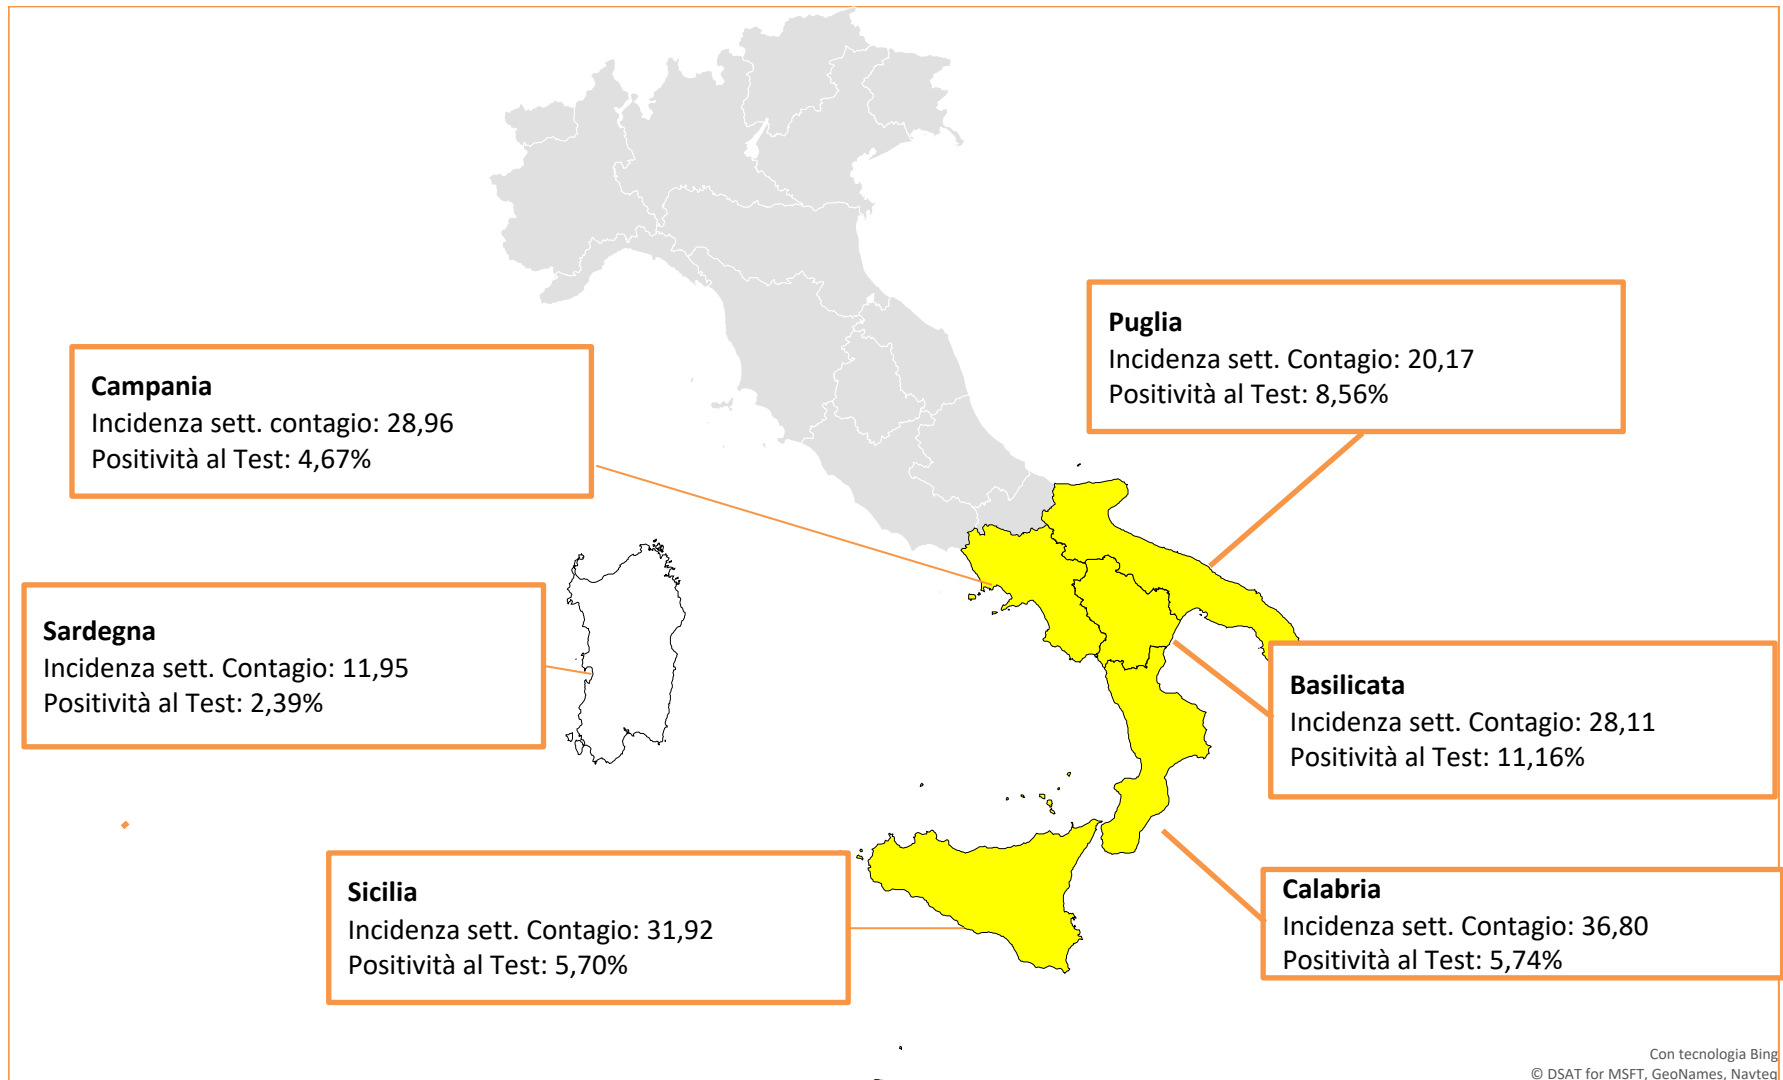 Puglia
Incidenza sett. Contagio: 20,17
Positività al Test: 8,56%
Campania
Incidenza sett. contagio: 28,96
Positività al Test: 4,67%
Sardegna
Incidenza sett. Contagio: 11,95
Positività al Test: 2,39%
Basilicata
Incidenza sett. Contagio: 28,11
Positività al Test: 11,16%
Sicilia
Incidenza sett. Contagio: 31,92
Positività al Test: 5,70%
Calabria
Incidenza sett. Contagio: 36,80
Positività al Test: 5,74%
Con tecnologia Bing
© DSAT for MSFT, GeoNames, Navteq